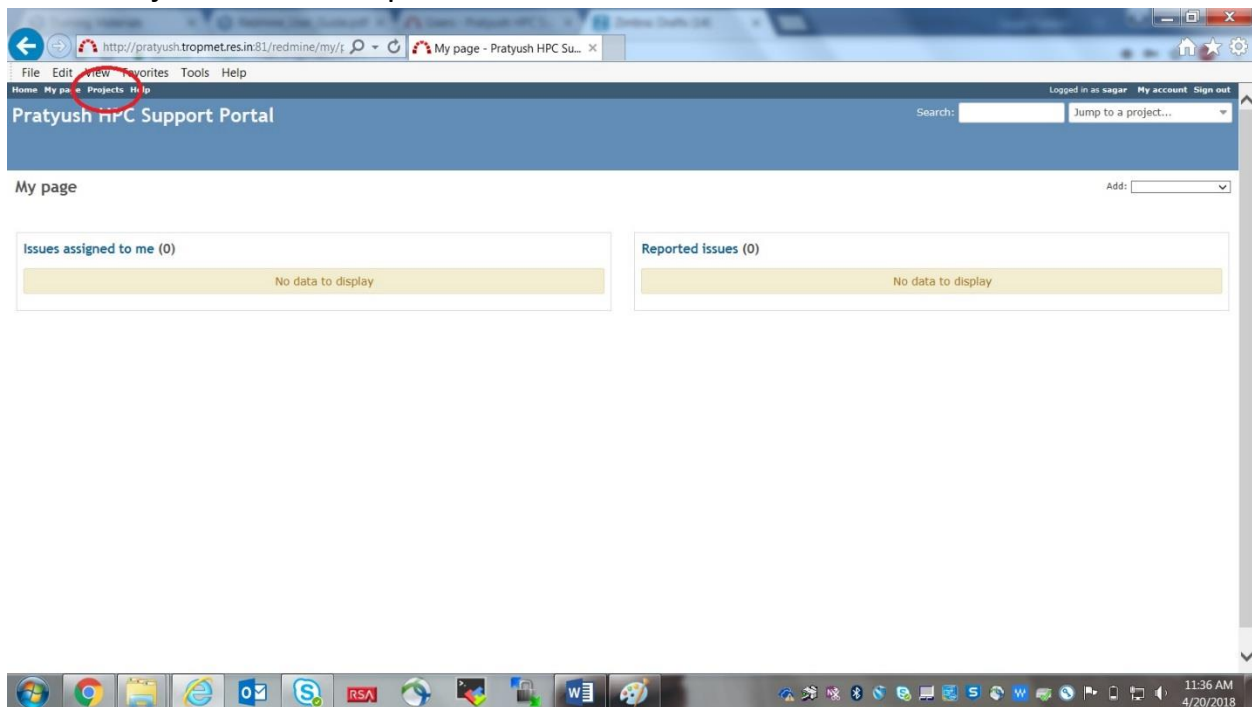 http://pratyush.tropmet.res.in:81/redmine/my/
My page - Pratyush HPC Su...
File Edit View Favorites Tools Help
Home My page Projects Help
Logged in as sagar My account Sign out
Pratyush HPC Support Portal
Search:
Jump to a project...
My page
Add:
Issues assigned to me (0)
Reported issues (0)
No data to display
No data to display
RSA
11:36 AM
4/20/2018